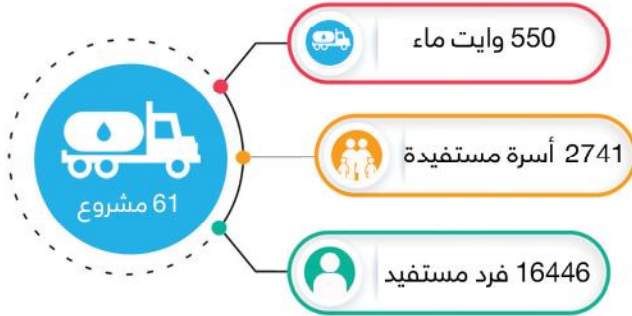 550 وايت ماء
2741 أسرة مستفيدة
61 مشروع
16446 فرد مستفيد